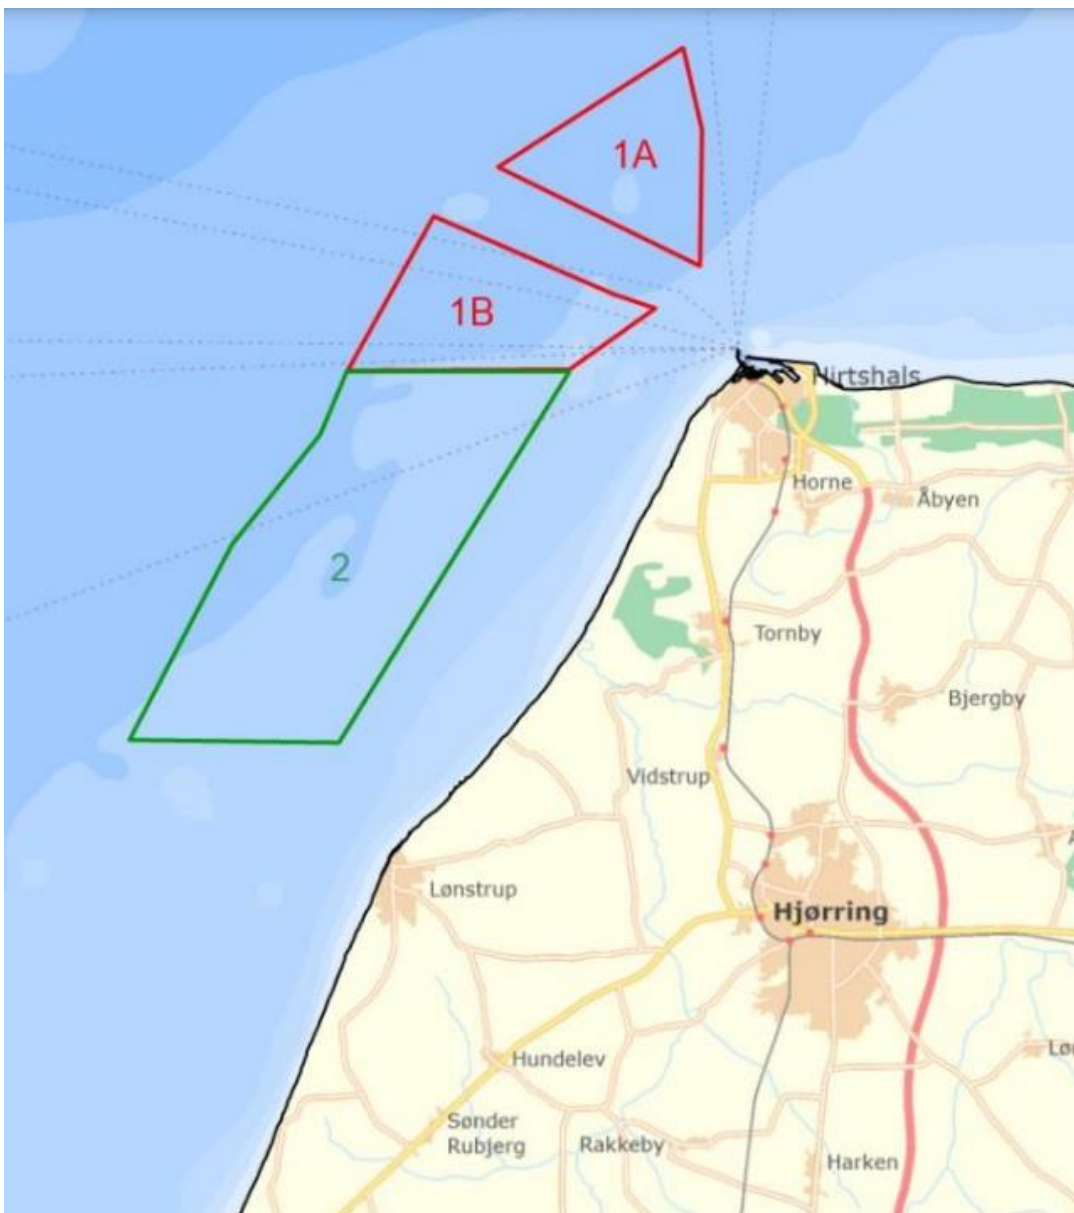 1A
1B
Hirtshals
Horne
Åbyen
2
Tornby
Bjergby
Vidstrup
Lønstrup
Hjørring
Hundelev
Sønder
Rubjerg
Rakkeby
Harken